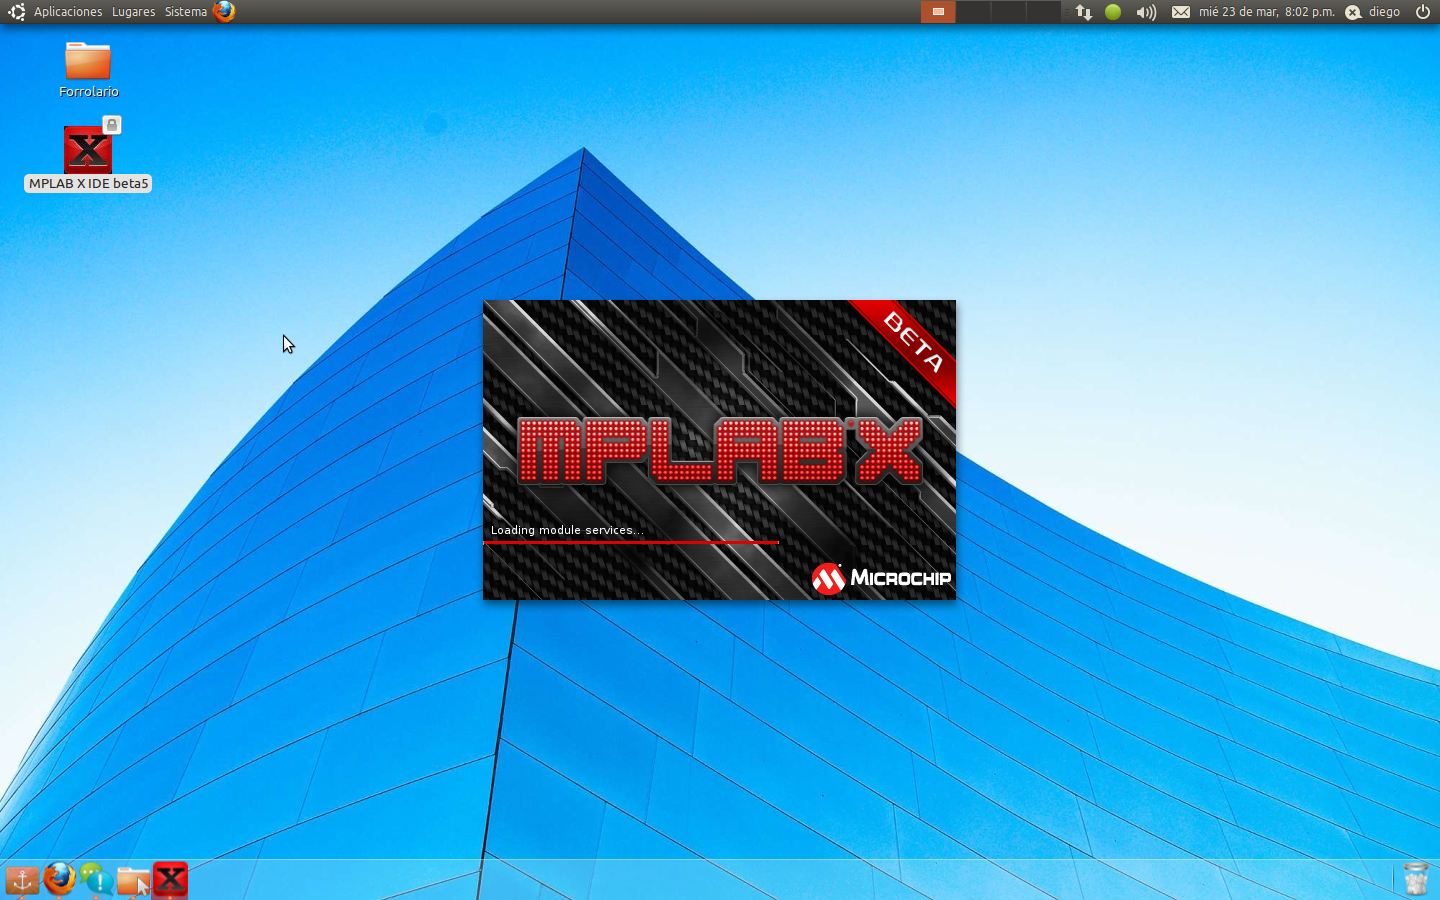 Aplicaciones Lugares Sistema
mié 23 de mar, 8:02 p.m. diego
Forrolario
MPLAB X IDE beta5
BETA
MPLAB X
Loading module services...
MICROCHIP